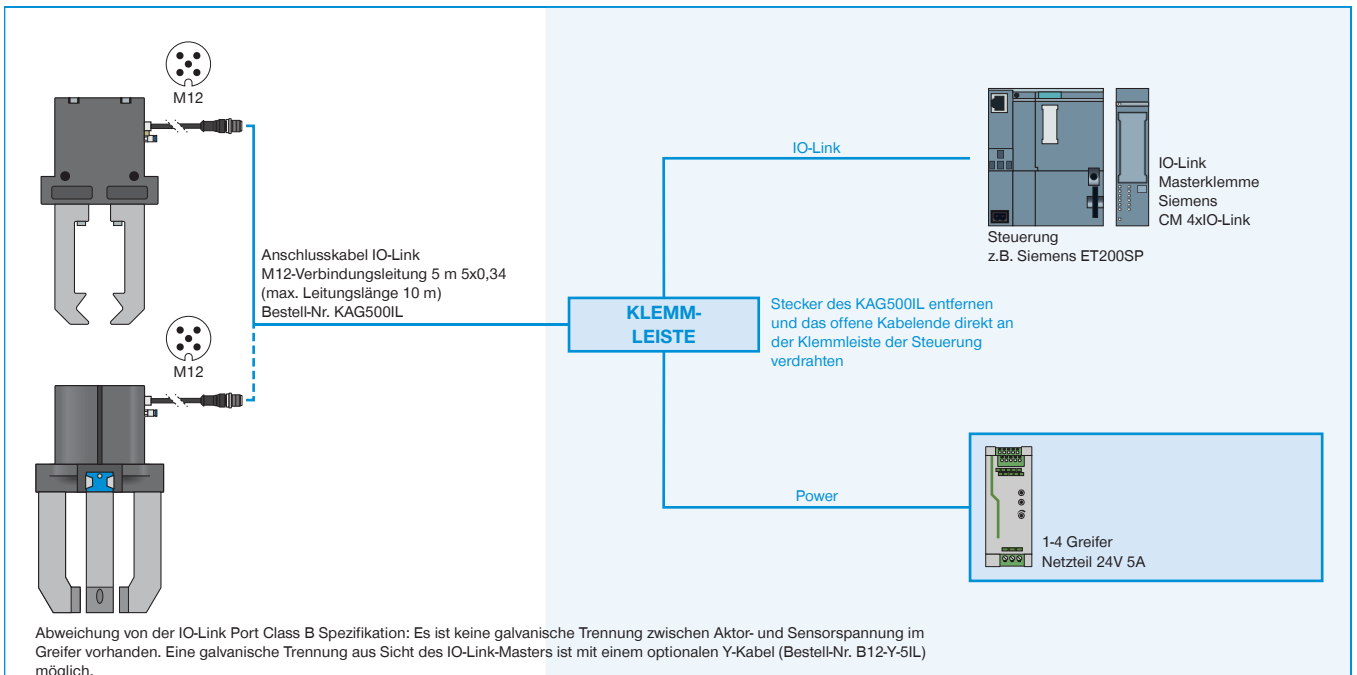 M12
Anschlusskabel IO-Link
M12-Verbindungsleitung 5 m 5x0,34
(max. Leitungslänge 10 m)
Bestell-Nr. KAG500IL
M12
KLEMM-
LEISTE
IO-Link
Stecker des KAG500IL entfernen
und das offene Kabelende direkt an
der Klemmleiste der Steuerung
verdrahten
Steuerung
z.B. Siemens ET200SP
IO-Link
Masterklemme
Siemens
CM 4xIO-Link
Power
1-4 Greifer
Netzteil 24V 5A
Abweichung von der IO-Link Port Class B Spezifikation: Es ist keine galvanische Trennung zwischen Aktor- und Sensorspannung im
Greifer vorhanden. Eine galvanische Trennung aus Sicht des IO-Link-Masters ist mit einem optionalen Y-Kabel (Bestell-Nr. B12-Y-5IL)
möglich.